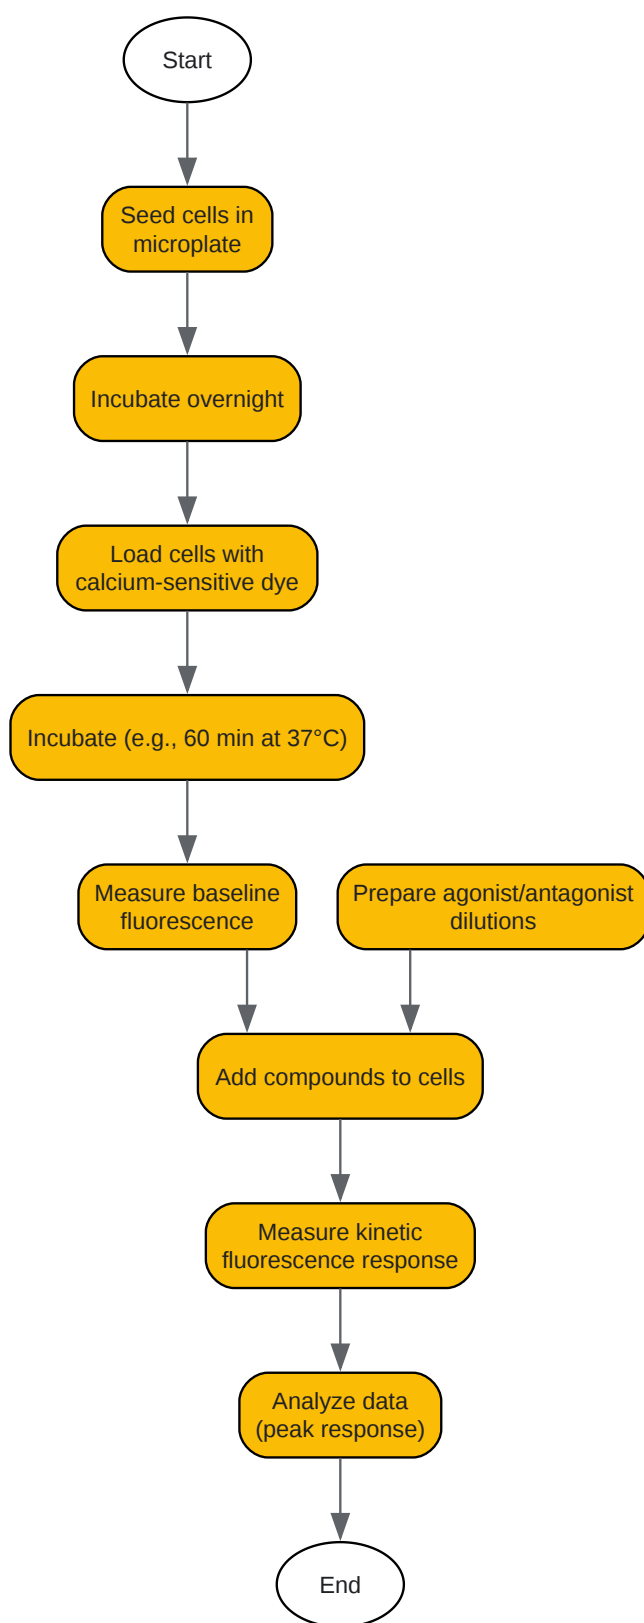 Start
Seed cells in
microplate
Incubate overnight
Load cells with
calcium-sensitive dye
Incubate (e.g., 60 min at 37°C)
Measure baseline
fluorescence
Prepare agonist/antagonist
dilutions
Add compounds to cells
Measure kinetic
fluorescence response
Analyze data
(peak response)
End